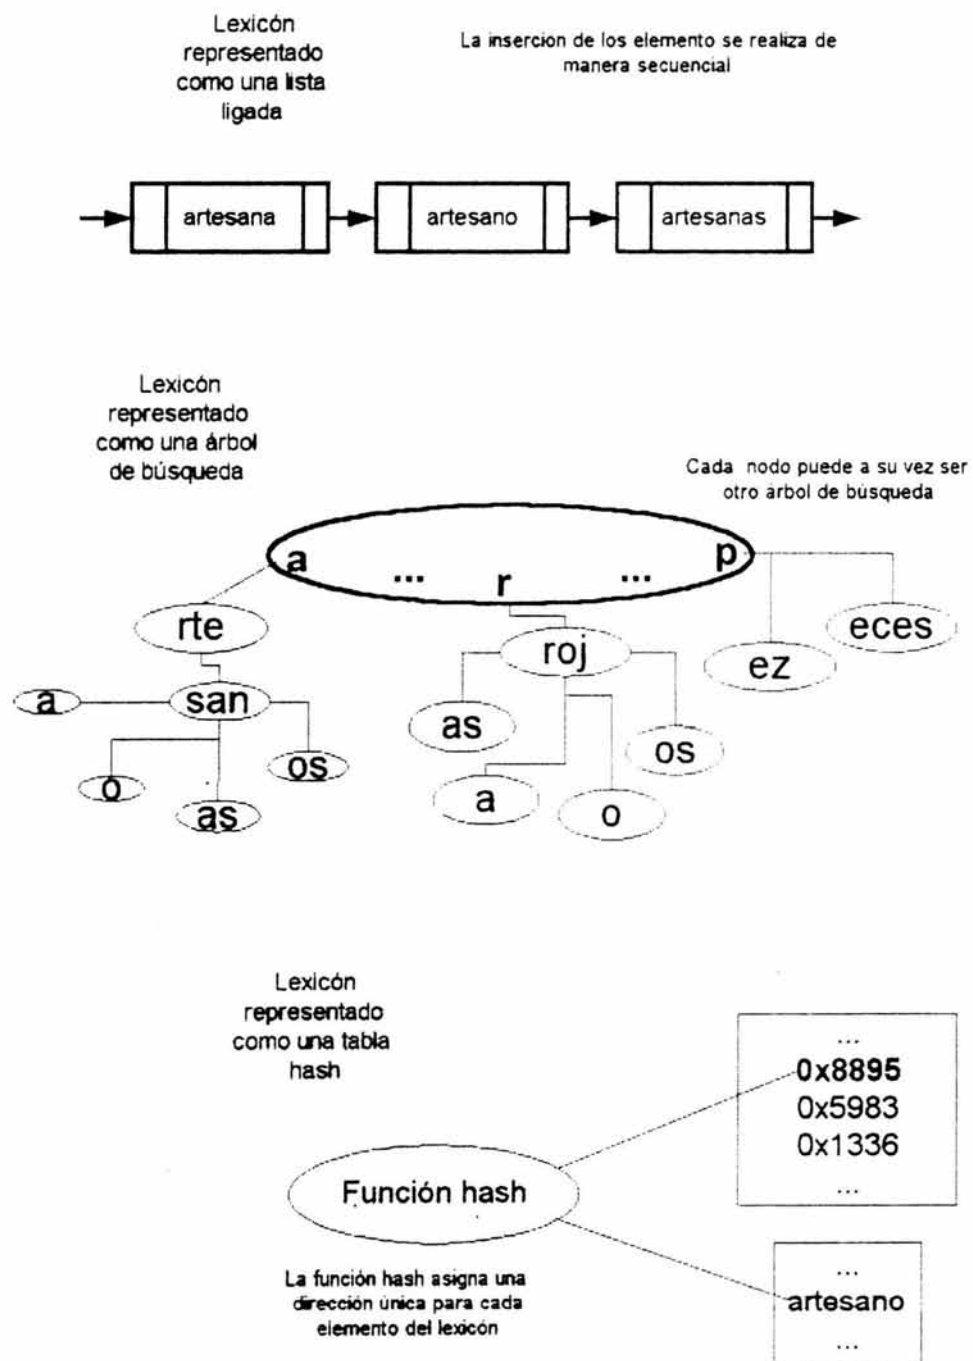 Lexicón
representado
como una lista
ligada
La inserción de los elemento se realiza de
manera secuencial
artesana
artesano
artesanas
Lexicón
representado
como una árbol
de búsqueda
Cada nodo puede a su vez ser
otro árbol de búsqueda
a
...
r
...
p
rte
san
a
o
as
os
roj
as
a
o
os
ez
eces
Lexicón
representado
como una tabla
hash
...
0x8895
0x5983
0x1336
...
Función hash
La función hash asigna una
dirección única para cada
elemento del lexicón
...
artesano
...